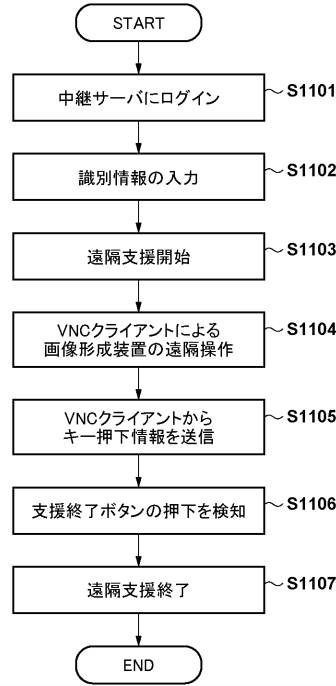 START
中継サーバにログイン
S1101
識別情報の入力
S1102
遠隔支援開始
S1103
VNCクライアントによる
画像形成装置の遠隔操作
S1104
VNCクライアントから
キー押下情報を送信
S1105
支援終了ボタンの押下を検知
S1106
遠隔支援終了
S1107
END